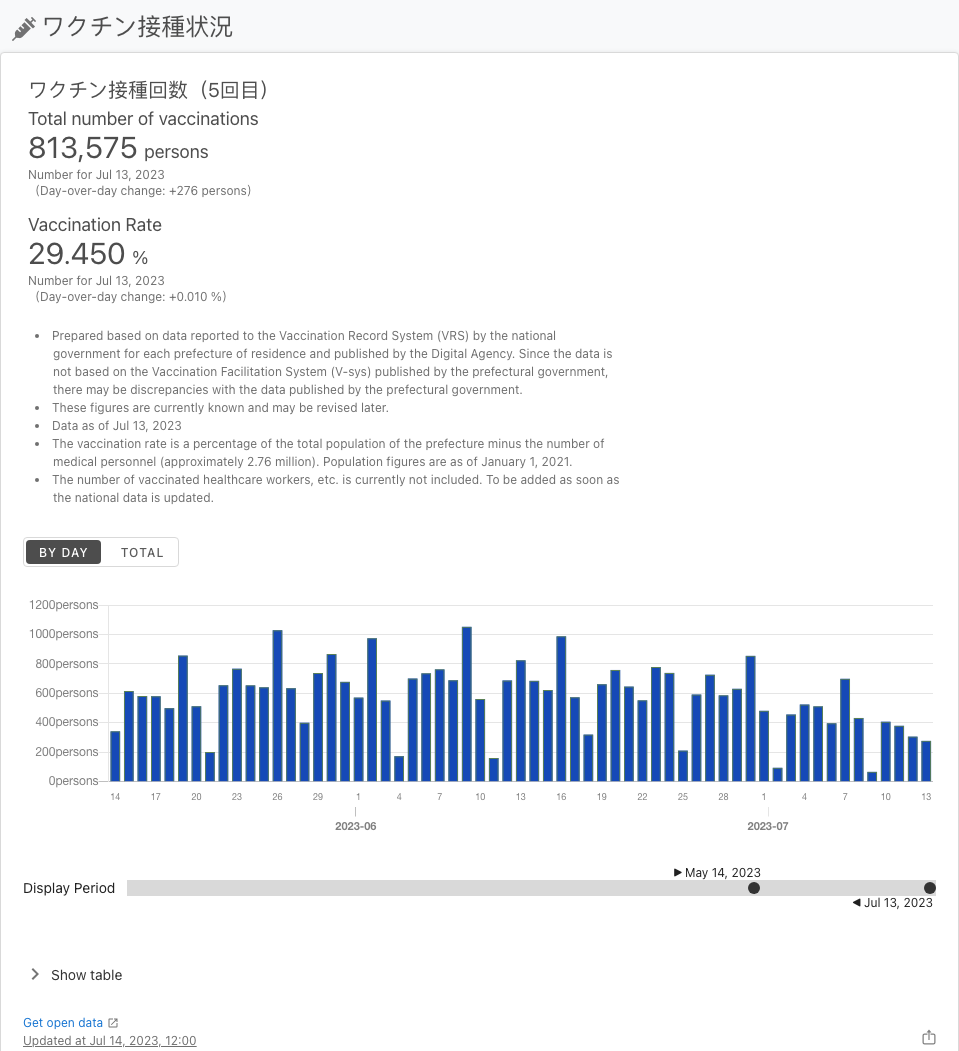 ワクチン接種状況
ワクチン接種回数（5回目）
Total number of vaccinations
813,575 persons
Number for Jul 13, 2023
(Day-over-day change: +276 persons)
Vaccination Rate
29.450 %
Number for Jul 13, 2023
(Day-over-day change: +0.010 %)
• Prepared based on data reported to the Vaccination Record System (VRS) by the national
government for each prefecture of residence and published by the Digital Agency. Since the data is
not based on the Vaccination Facilitation System (V-sys) published by the prefectural government,
there may be discrepancies with the data published by the prefectural government.
• These figures are currently known and may be revised later.
• Data as of Jul 13, 2023
• The vaccination rate is a percentage of the total population of the prefecture minus the number of
medical personnel (approximately 2.76 million). Population figures are as of January 1, 2021.
• The number of vaccinated healthcare workers, etc. is currently not included. To be added as soon as
the national data is updated.
BY DAY TOTAL
1200persons
1000persons
800persons
600persons
400persons
200persons
0persons
14 17 20 23 26 29 1 4 7 10 13 16 19 22 25 28 1 4 7 10 13
2023-06 2023-07
▶ May 14, 2023
Display Period
◀ Jul 13, 2023
Show table
Get open data
Updated at Jul 14, 2023, 12:00